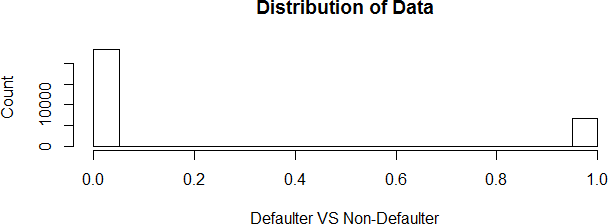 Distribution of Data
Count
0 10000
0.0 0.2 0.4 0.6 0.8 1.0
Defaulter VS Non-Defaulter